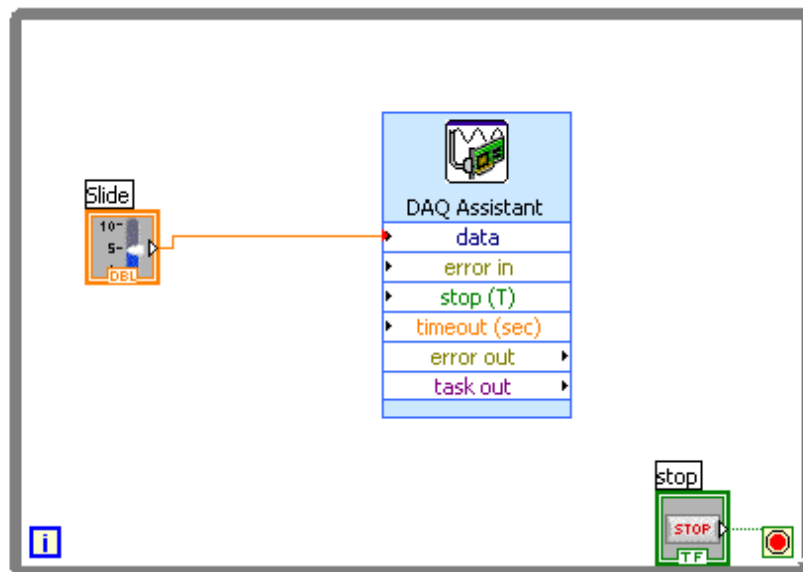 Slide
10
5
DBL
DAQ Assistant
data
error in
stop (T)
timeout (sec)
error out
task out
stop
STOP
TF
i